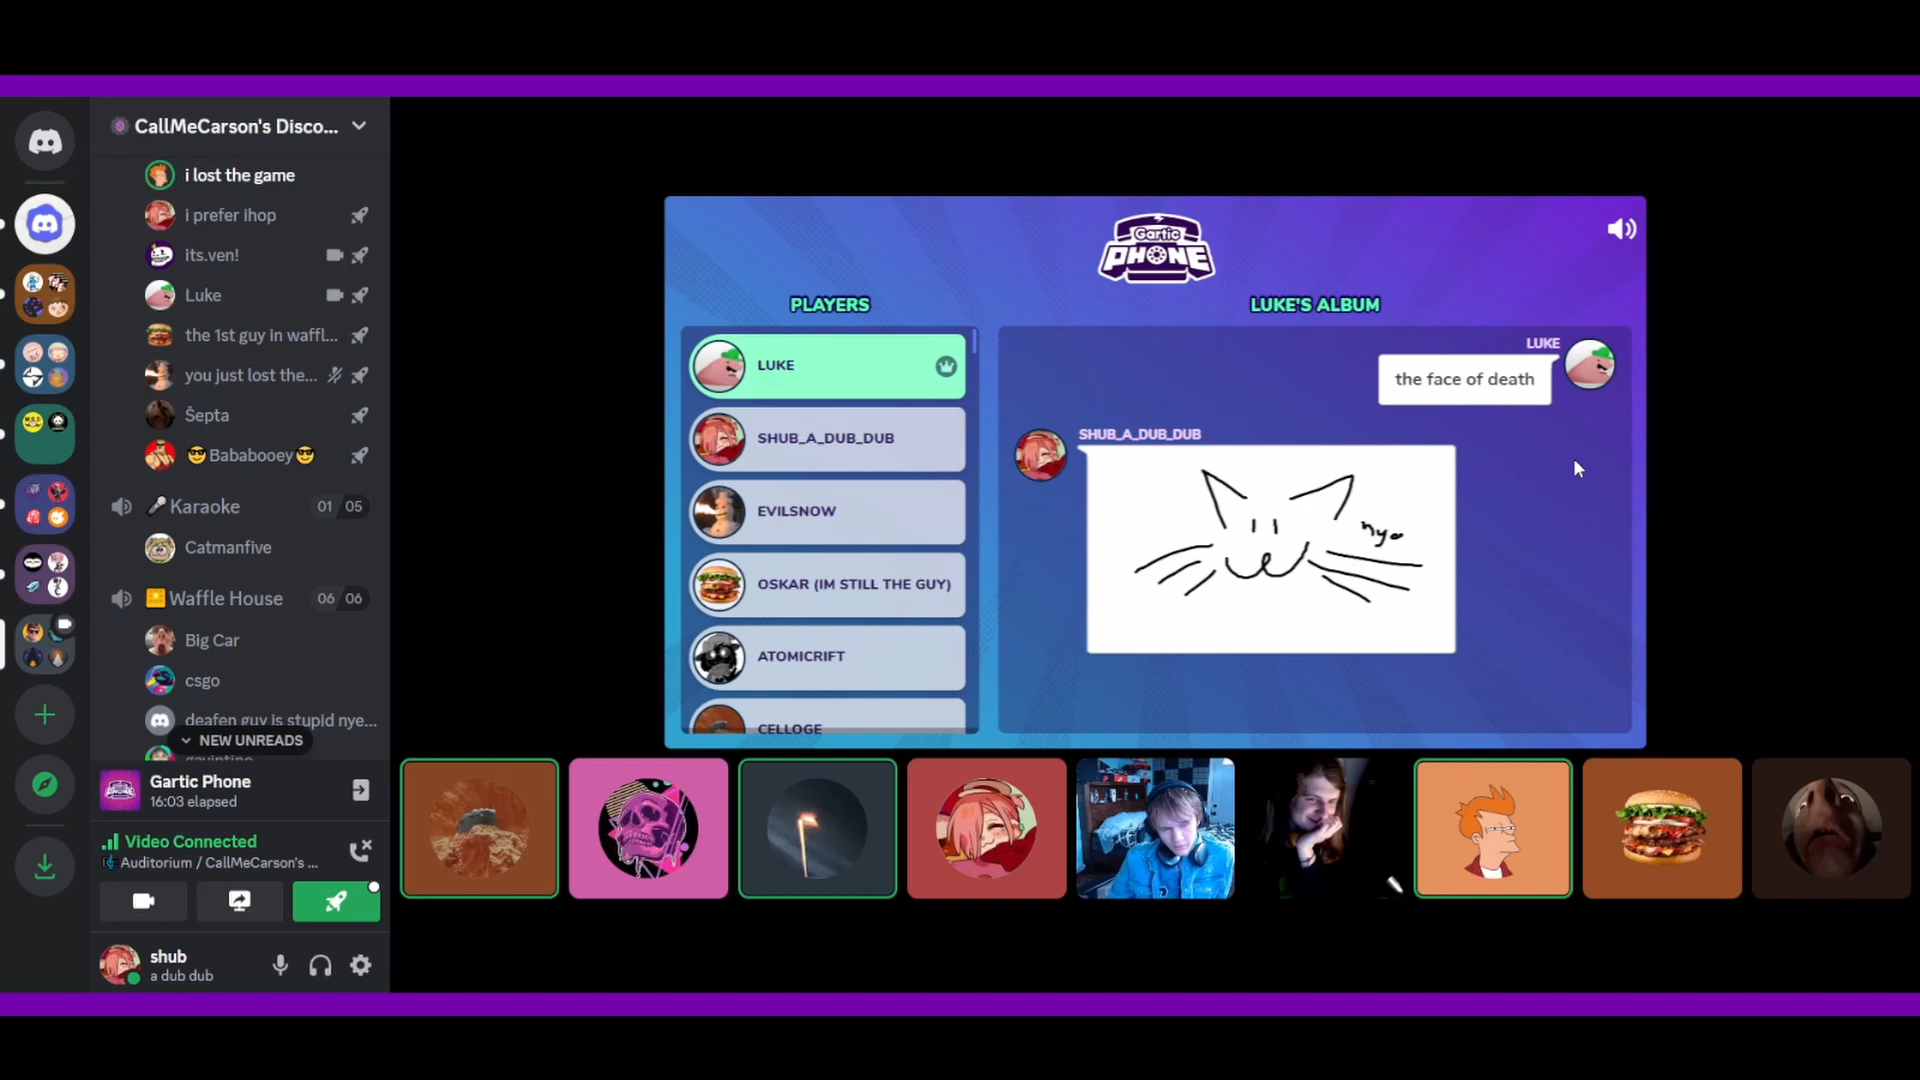 CallMeCarson's Disco...
i lost the game
i prefer ihop
its.ven!
Luke
the 1st guy in waffl...
you just lost the...
Šepta
😎Bababooey😎
🎤Karaoke
01 05
Catmanfive
Waffle House
06 06
Big Car
csgo
deafen guy is stupid nye...
NEW UNREADS
Gartic Phone
16:03 elapsed
Video Connected
Auditorium / CallMeCarson's ...
shub
a dub dub
Gartic
PHONE
PLAYERS
LUKE
SHUB_A_DUB_DUB
EVILSNOW
OSKAR (IM STILL THE GUY)
ATOMICRIFT
CELLOGE
LUKE'S ALBUM
LUKE
the face of death
SHUB_A_DUB_DUB